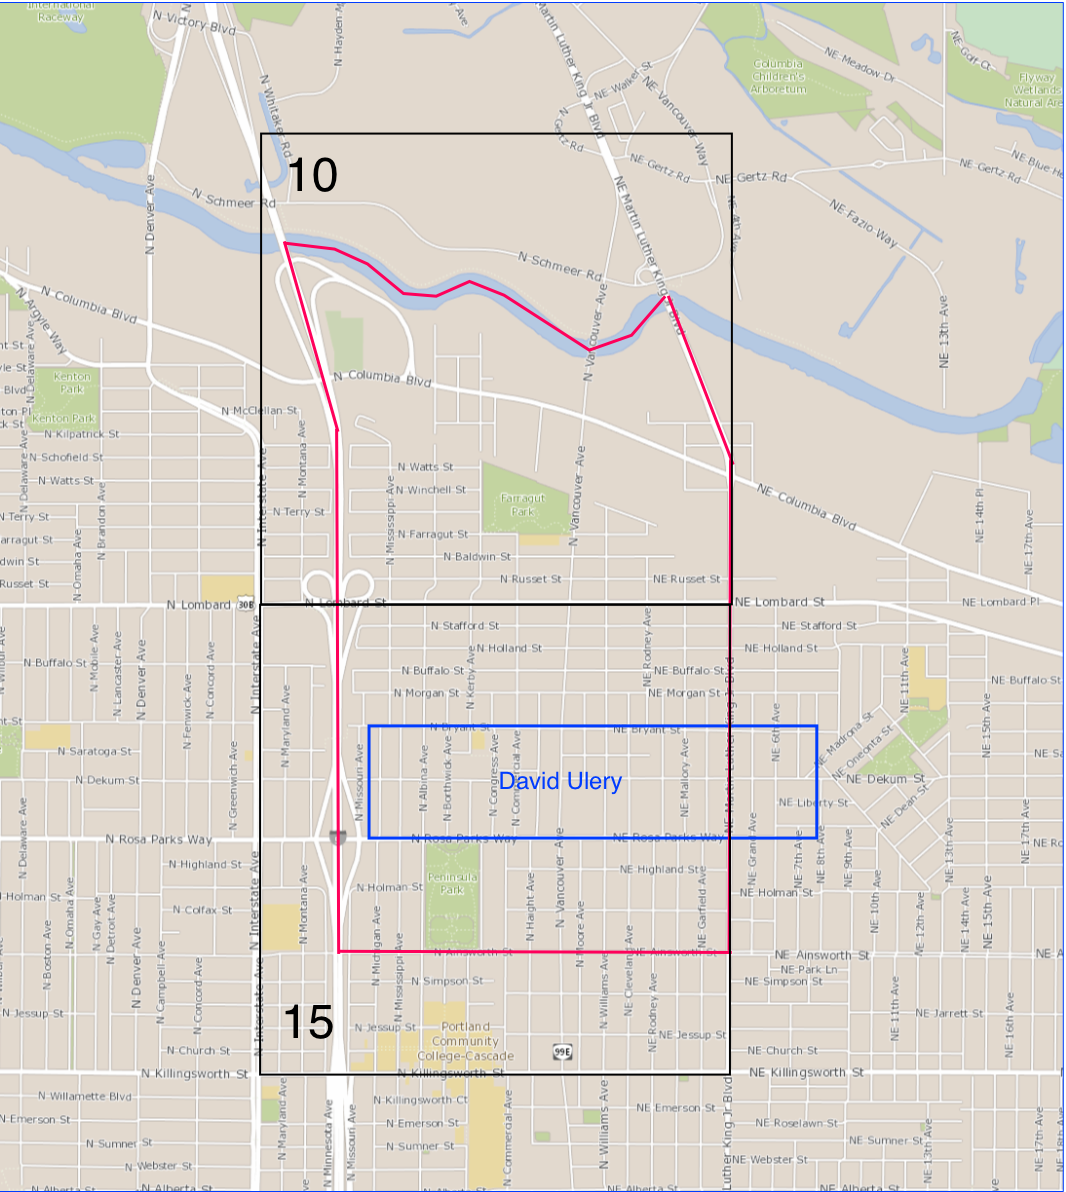 International
Raceway
N Victory Blvd
N Hayden M
Martin Luther King Jr Blvd
NE Walker St
NE Vancouver Way
Columbia
Children's
Arboretum
NE Meadow Dr
NE Golf Ct
Flyway
Wetlands
Natural Are
N Whitaker Rd
N Gertz Rd
NE Gertz Rd
NE Gertz Rd
NE Gertz Rd
NE Blue He
10
N Schmeer Rd
N Denver Ave
NE Martin Luther King Jr Blvd
NE Fazio Way
N Schmeer Rd
N Columbia Blvd
N Argyle Way
N Vancouver Ave
NE 13th Ave
N Delaware Ave
Kenton
Park
Kenton Park
N Columbia Blvd
N McClellan St
N Kilpatrick St
N Schofield St
N Watts St
N Delaware Ave
N Brandon Ave
N Omaha Ave
N Terry St
N Interstate Ave
N Montana Ave
N Terry St
N Mississippi Ave
N Watts St
N Winchell St
N Farragut St
N Baldwin St
N Russet St
Farragut
Park
N Vancouver Ave
NE Russet St
NE Columbia Blvd
NE 14th Pl
NE 17th Ave
arragut St
dwin St
Russet St
N Lombard
30B
N Lombard St
NE Lombard St
NE Lombard Pl
N Stafford St
N Holland St
N Buffalo St
N Morgan St
N Bryant St
N Kerby Ave
NE Rodney Ave
NE Buffalo St
NE Morgan St
NE Bryant St
NE Stafford St
NE Holland St
NE 11th Ave
NE Buffalo St
NE 15th Ave
N Buffalo St
N Mobile Ave
N Lancaster Ave
N Denver Ave
N Fenwick Ave
N Concord Ave
N Interstate Ave
N Maryland Ave
N Saratoga St
N Dekum St
N Greenwich Ave
N Missouri Ave
N Albina Ave
N Borthwick Ave
N Congress Ave
N Commercial Ave
David Ulery
NE Mallory Ave
NE Martin Luther King Jr Blvd
NE 6th Ave
NE Madrona St
NE Oneonta St
NE Dekum St
NE Dean St
NE Liberty St
N Delaware Ave
N Rosa Parks Way
N Rosa Parks Way
NE Rosa Parks Way
NE Grand Ave
NE 7th Ave
NE 8th Ave
NE 9th Ave
NE 13th Ave
NE 17th Ave
N Highland St
N Holman St
N Colfax St
N Omaha Ave
N Gay Ave
N Detroit Ave
N Boston Ave
N Denver Ave
N Campbell Ave
N Concord Ave
N Interstate Ave
N Montana Ave
N Holman St
Peninsula
Park
N Michigan Ave
N Mississippi
N Haight Ave
N Vancouver Ave
N Moore Ave
NE Highland St
NE Garfield Ave
NE Cleveland Ave
NE Holman St
NE 10th Ave
NE 12th Ave
NE 14th Ave
NE 15th Ave
N Ainsworth St
NE Ainsworth St
NE Ainsworth St
NE Park Ln
NE Simpson St
N Simpson St
N Williams Ave
NE Rodney Ave
NE 11th Ave
NE Jarrett St
NE 16th Ave
N Jessup St
15
N Jessup St
Portland
Community
College-Cascade
99E
NE Jessup St
N Church St
NE Church St
N Interstate Ave
N Killingsworth St
N Killingsworth St
NE Killingsworth St
N Willamette Blvd
N Emerson St
N Sumner St
N Webster St
N Alberta St
N Maryland Ave
N Minnesota Ave
N Missouri Ave
N Killingsworth Ct
N Emerson St
N Sumner St
N Commercial Ave
N Williams Ave
NE Emerson St
Luther King Jr Blvd
NE Roselawn St
NE Sumner St
NE Webster St
NE Alberta St
NE 13th Ave
NE 17th Ave